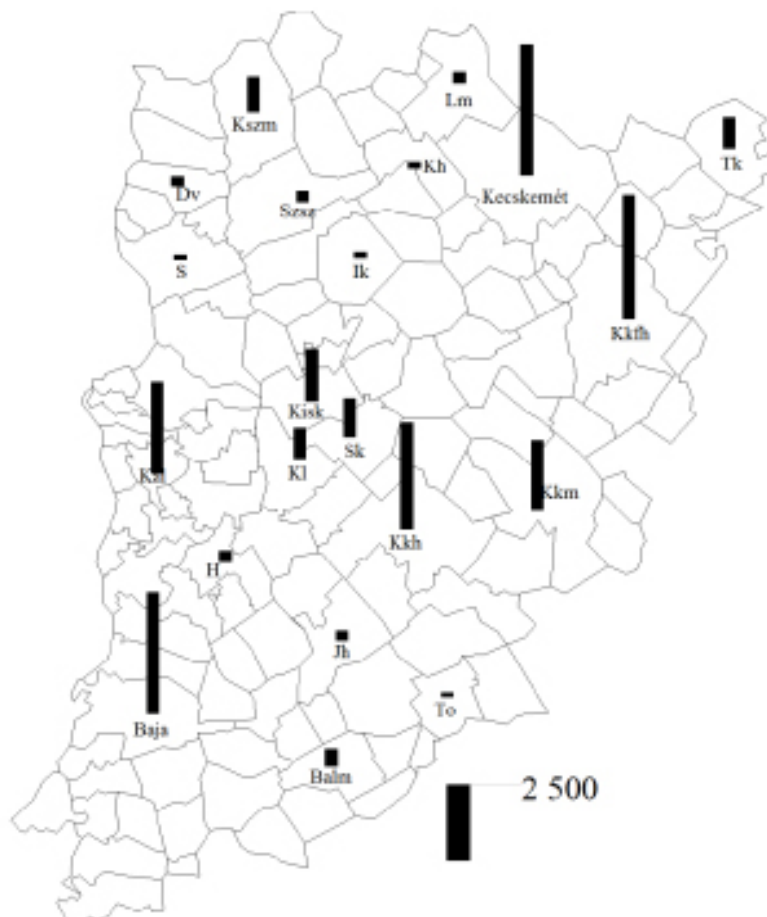 Lm
Kszm
Kh
Tk
Kecskemét
Dv
Szsz
S
Ik
Kkfh
Kisk
Sk
Kal
Kl
Kkm
Kkh
H
Jh
To
Baja
Balm
2 500